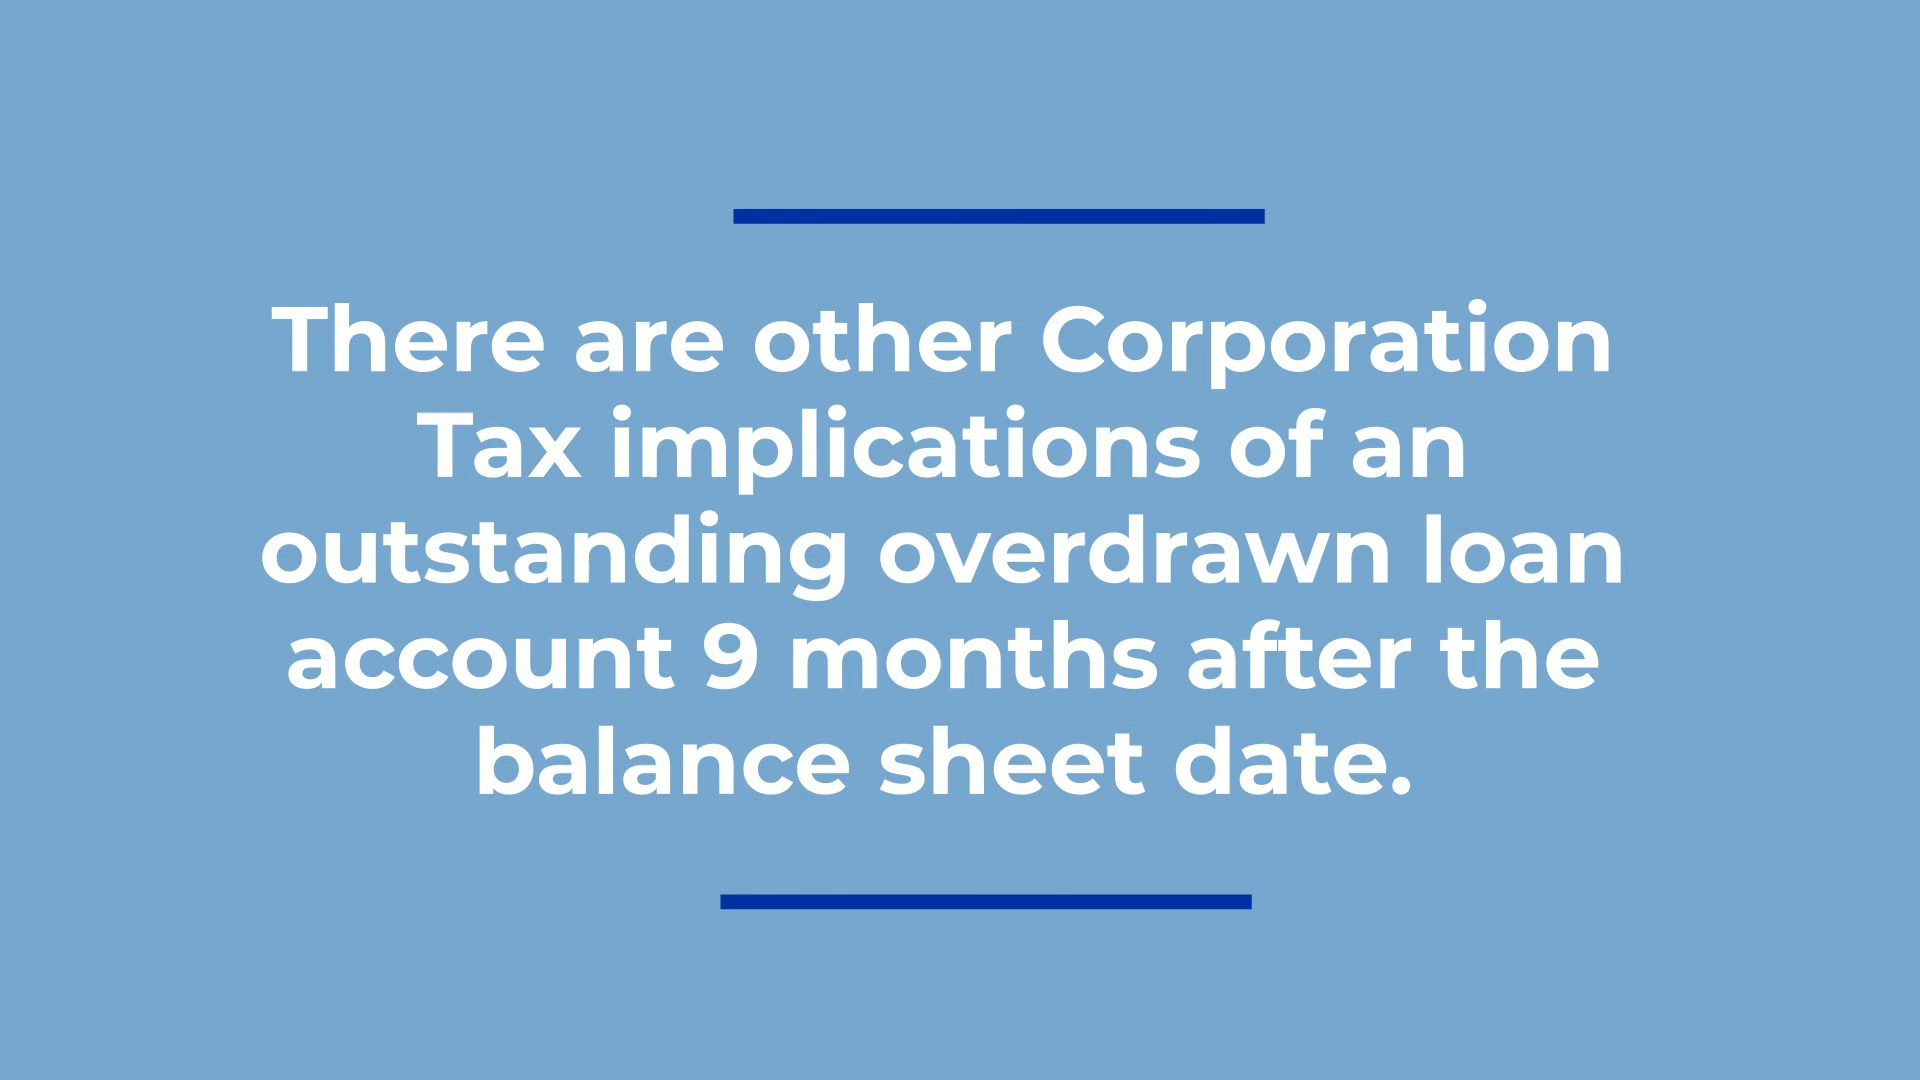 There are other Corporation
Tax implications of an
outstanding overdrawn loan
account 9 months after the
balance sheet date.